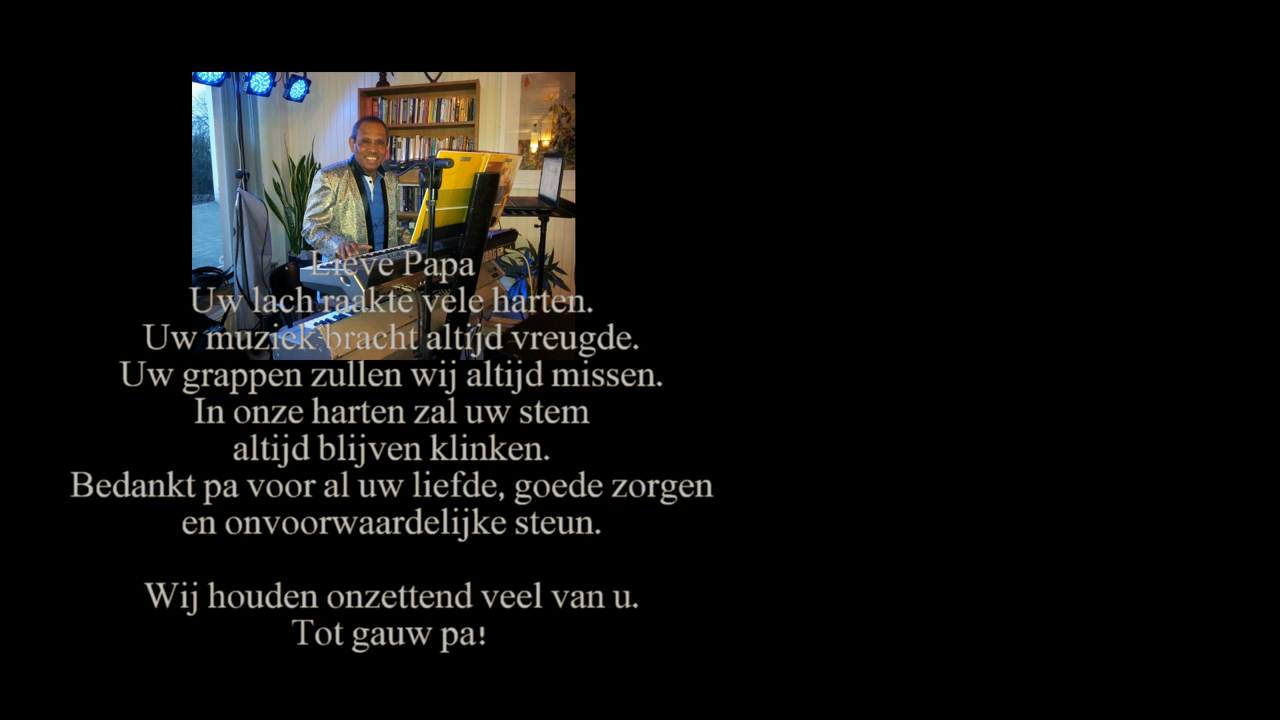 Lieve Papa
Uw lach raakte vele harten.
Uw muziek bracht altijd vreugde.
Uw grappen zullen wij altijd missen.
In onze harten zal uw stem
altijd blijven klinken.
Bedankt pa voor al uw liefde, goede zorgen
en onvoorwaardelijke steun.
Wij houden onzettend veel van u.
Tot gauw pa!